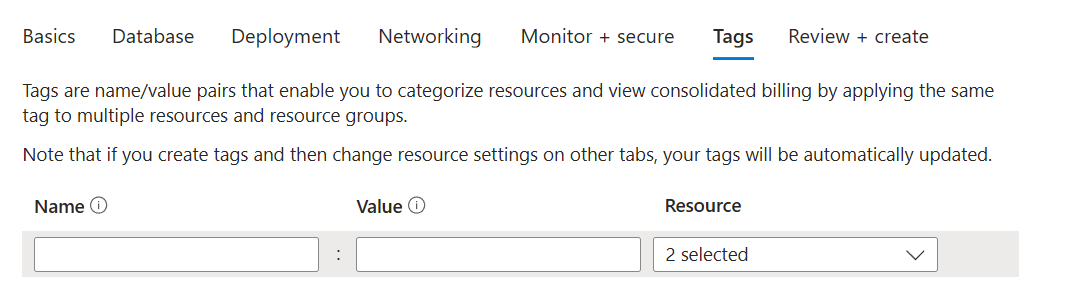 Basics Database Deployment Networking Monitor + secure Tags Review + create
Tags are name/value pairs that enable you to categorize resources and view consolidated billing by applying the same
tag to multiple resources and resource groups.
Note that if you create tags and then change resource settings on other tabs, your tags will be automatically updated.
Name Value Resource
: 2 selected